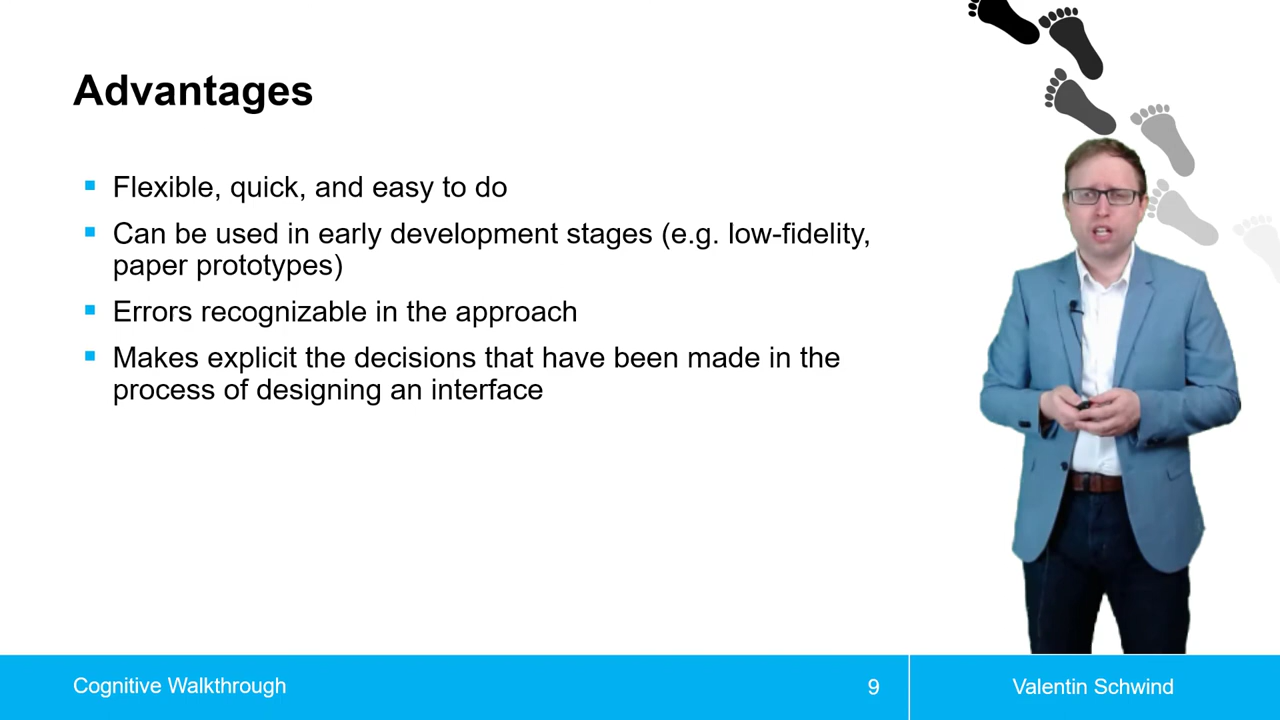 Advantages
Flexible, quick, and easy to do
Can be used in early development stages (e.g. low-fidelity,
paper prototypes)
Errors recognizable in the approach
Makes explicit the decisions that have been made in the
process of designing an interface
Cognitive Walkthrough
9
Valentin Schwind